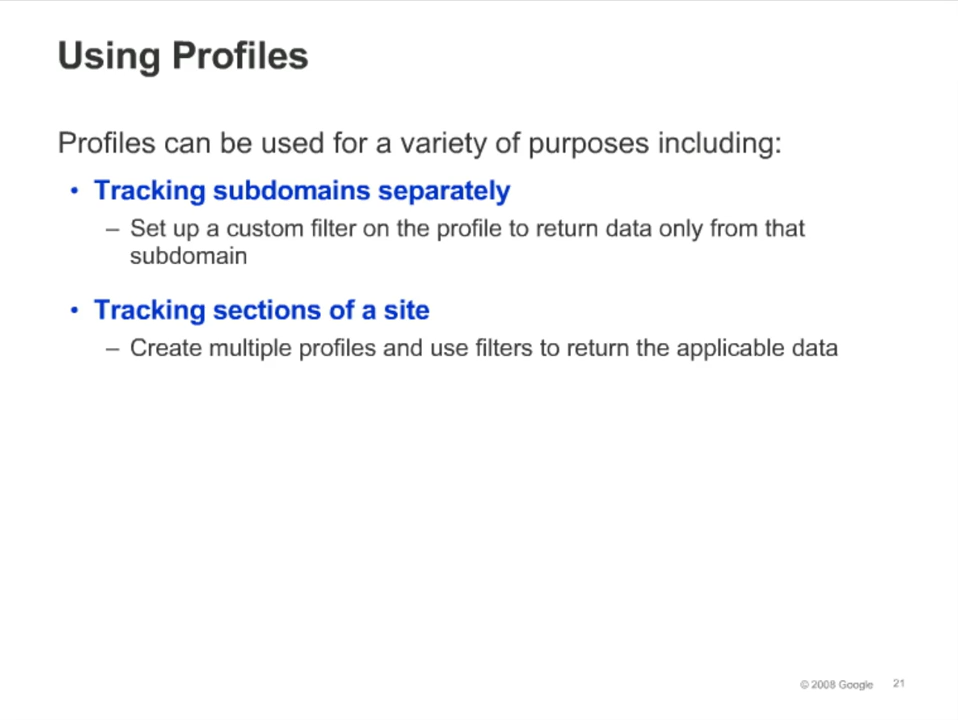 Using Profiles
Profiles can be used for a variety of purposes including:
• Tracking subdomains separately
– Set up a custom filter on the profile to return data only from that
subdomain
• Tracking sections of a site
– Create multiple profiles and use filters to return the applicable data
© 2008 Google 21